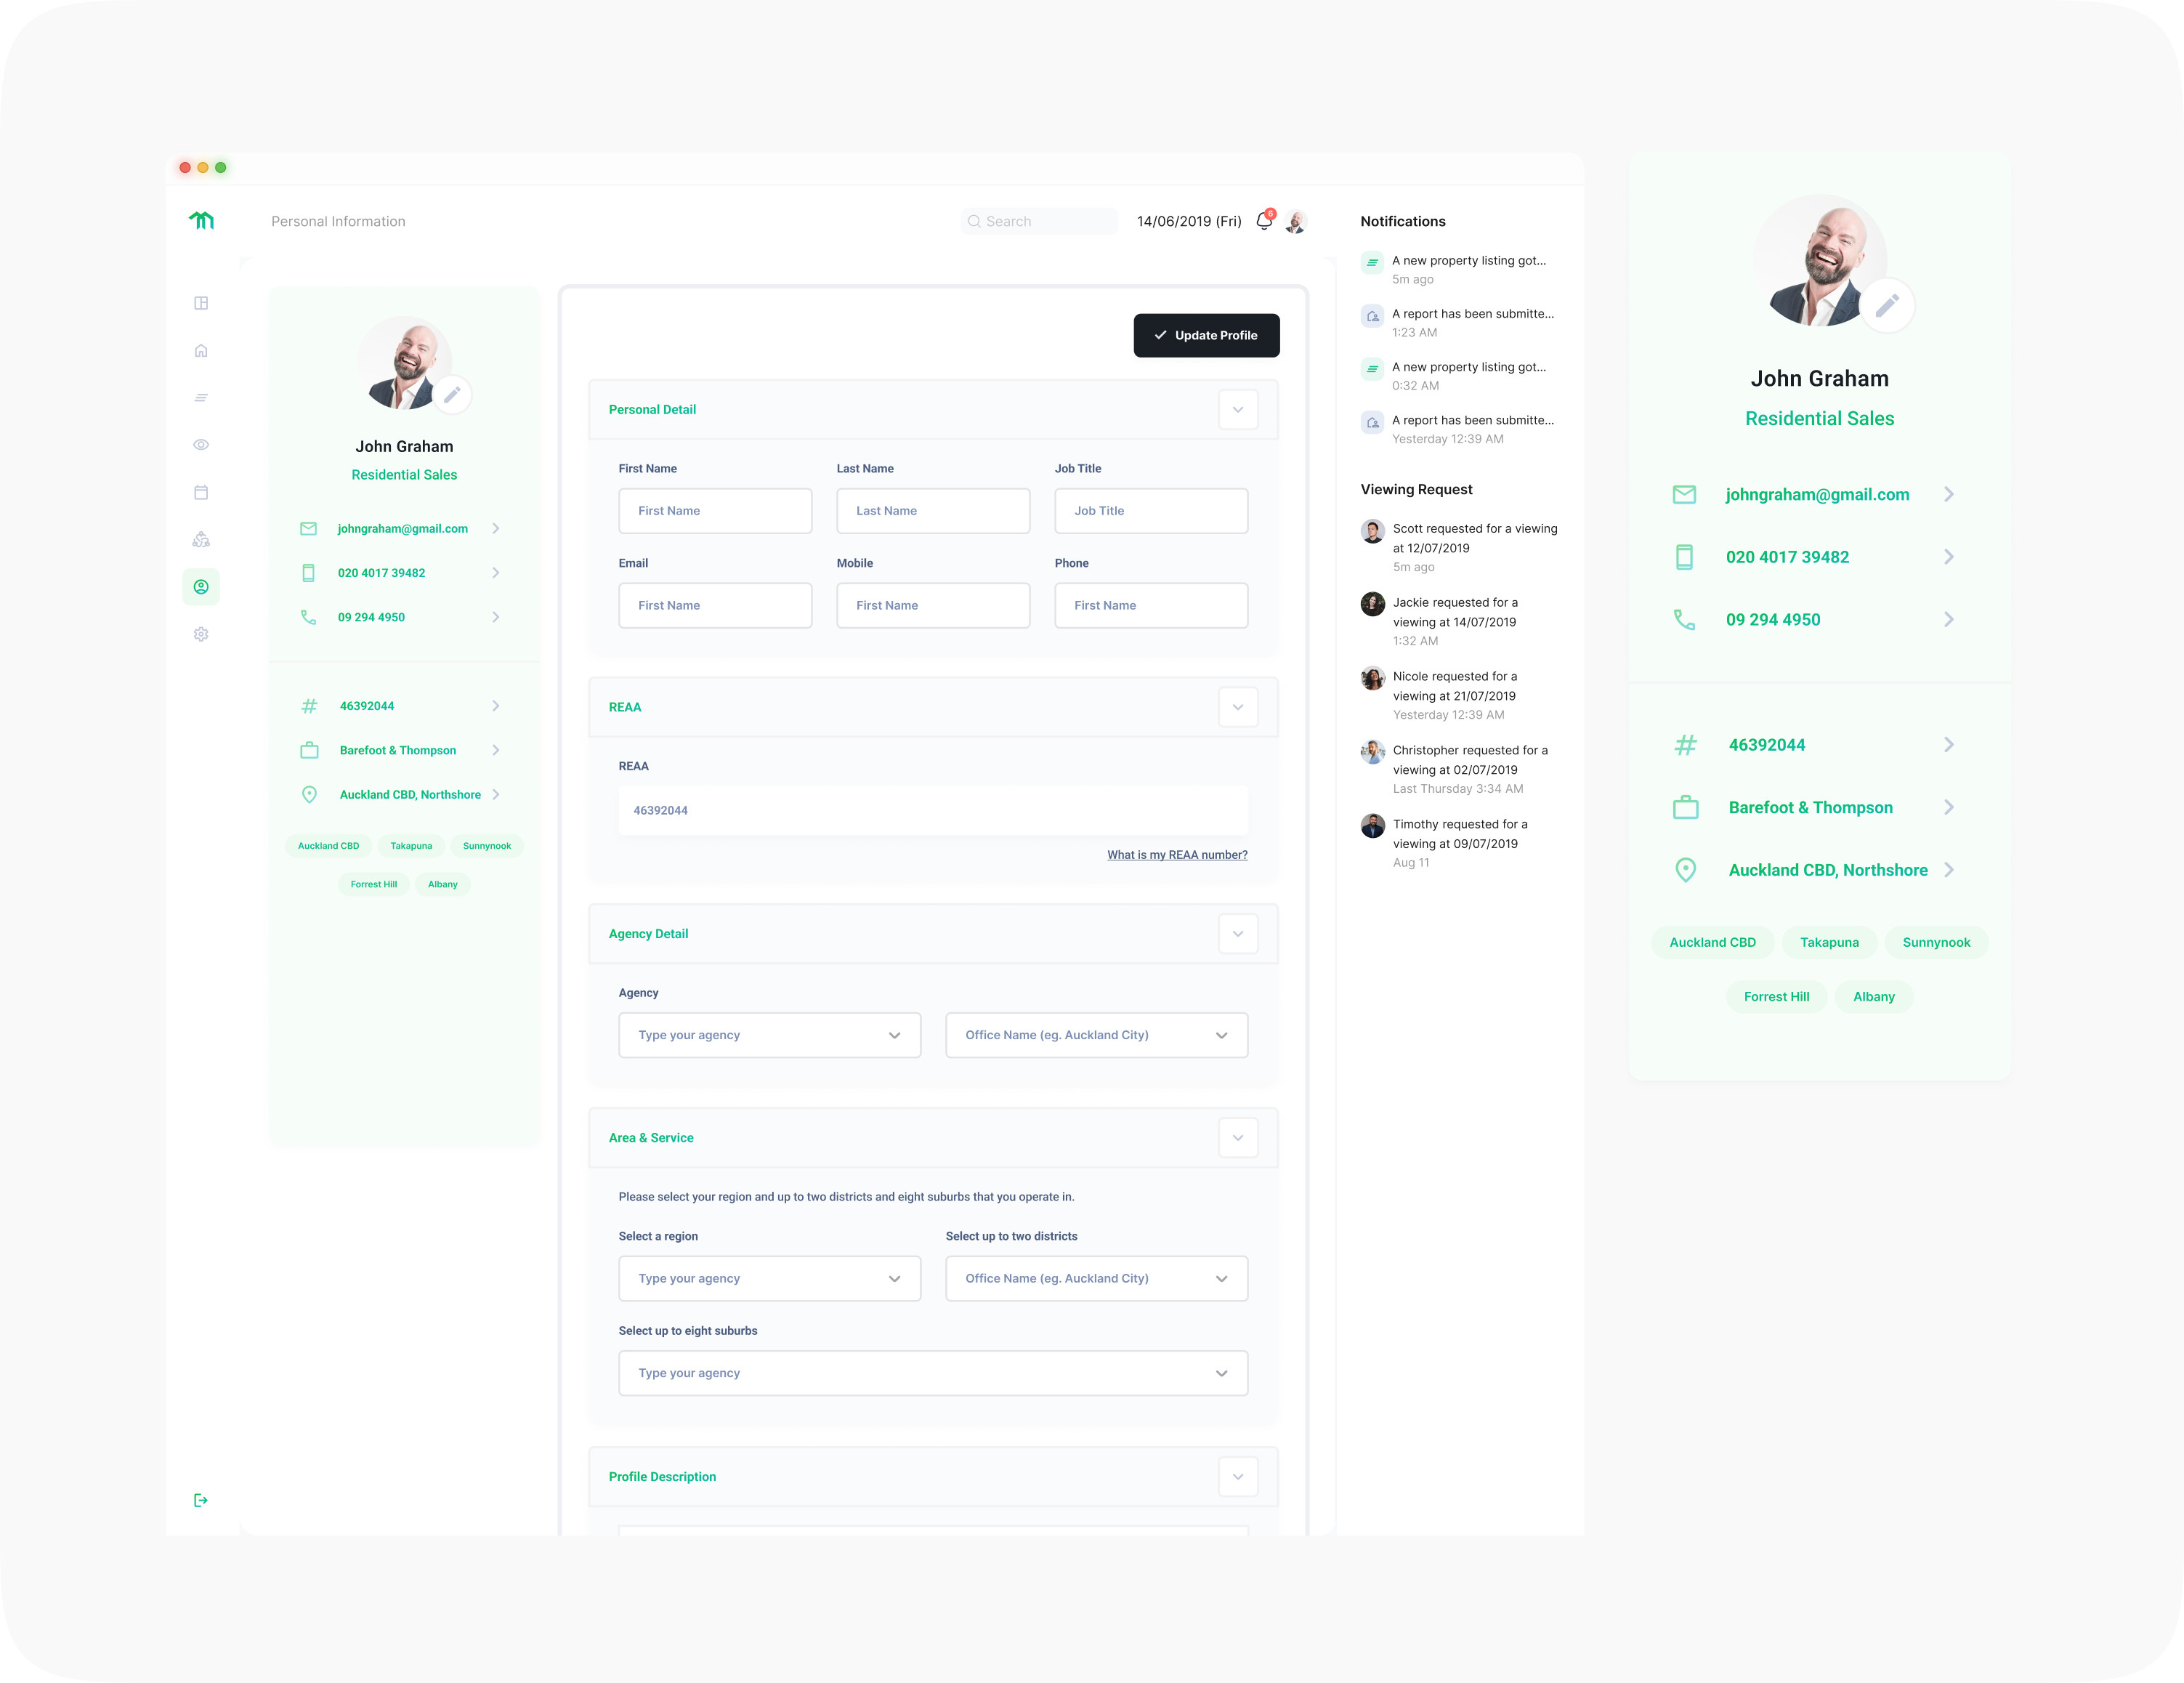 Personal Information
Search
14/06/2019 (Fri)
6
John Graham
Residential Sales
johngraham@gmail.com
020 4017 39482
09 294 4950
46392044
Barefoot & Thompson
Auckland CBD, Northshore
Auckland CBD
Takapuna
Sunnynook
Forrest Hill
Albany
Update Profile
Personal Detail
First Name
Last Name
Job Title
First Name
Last Name
Job Title
Email
Mobile
Phone
First Name
First Name
First Name
REAA
REAA
46392044
What is my REAA number?
Agency Detail
Agency
Type your agency
Office Name (eg. Auckland City)
Area & Service
Please select your region and up to two districts and eight suburbs that you operate in.
Select a region
Select up to two districts
Type your agency
Office Name (eg. Auckland City)
Select up to eight suburbs
Type your agency
Profile Description
Notifications
A new property listing got...
5m ago
A report has been submitte...
1:23 AM
A new property listing got...
0:32 AM
A report has been submitte...
Yesterday 12:39 AM
Viewing Request
Scott requested for a viewing
at 12/07/2019
5m ago
Jackie requested for a
viewing at 14/07/2019
1:32 AM
Nicole requested for a
viewing at 21/07/2019
Yesterday 12:39 AM
Christopher requested for a
viewing at 02/07/2019
Last Thursday 3:34 AM
Timothy requested for a
viewing at 09/07/2019
Aug 11
John Graham
Residential Sales
johngraham@gmail.com
020 4017 39482
09 294 4950
46392044
Barefoot & Thompson
Auckland CBD, Northshore
Auckland CBD
Takapuna
Sunnynook
Forrest Hill
Albany